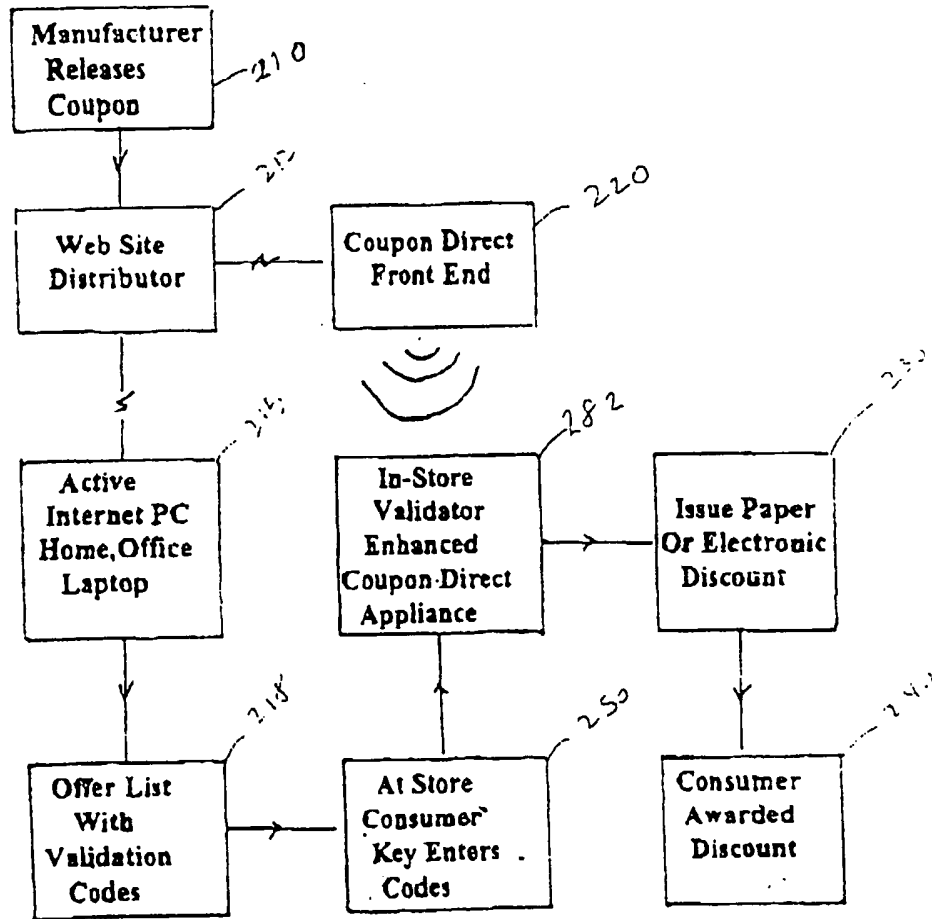 Manufacturer
Releases
Coupon
210
Web Site
Distributor
Coupon Direct
Front End
220
Active
Internet PC
Home, Office
Laptop
In-Store
Validator
Enhanced
Coupon-Direct
Appliance
282
Issue Paper
Or Electronic
Discount
Offer List
With
Validation
Codes
218
At Store
Consumer
Key Enters
Codes
250
Consumer
Awarded
Discount